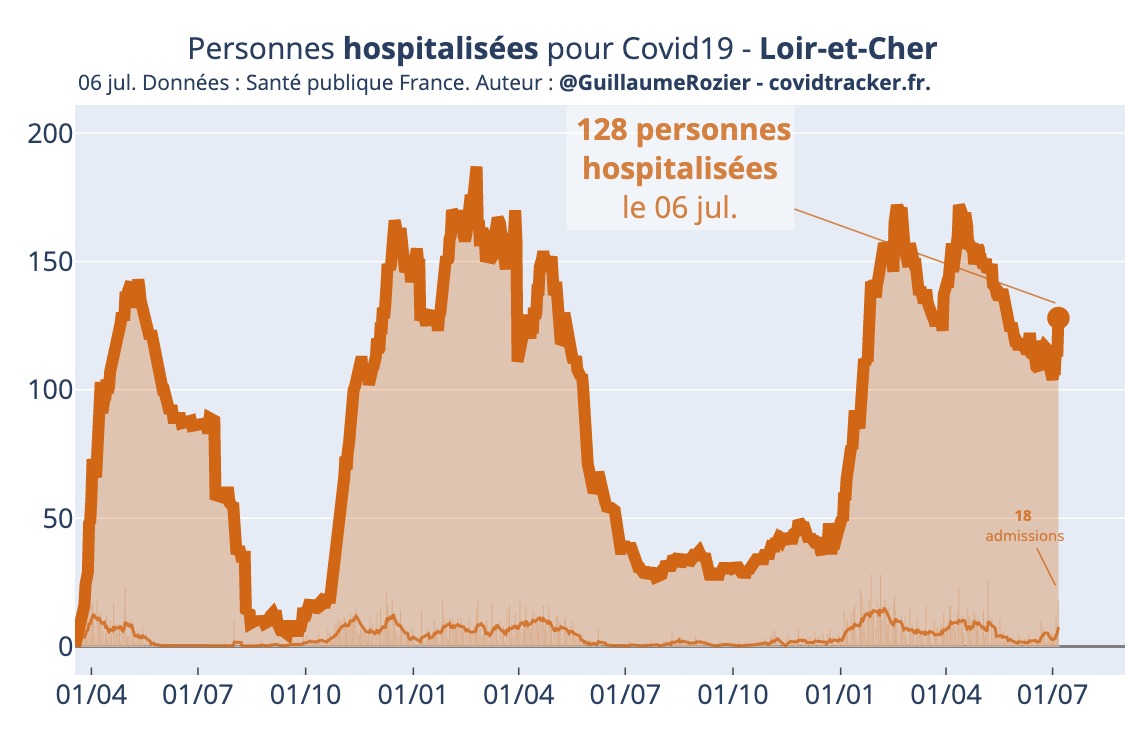 Personnes hospitalisées pour Covid19 - Loir-et-Cher
06 jul. Données : Santé publique France. Auteur : @GuillaumeRozier - covidtracker.fr.
128 personnes
hospitalisées
le 06 jul.
200
150
100
50
0
18
admissions
01/04 01/07 01/10 01/01 01/04 01/07 01/10 01/01 01/04 01/07